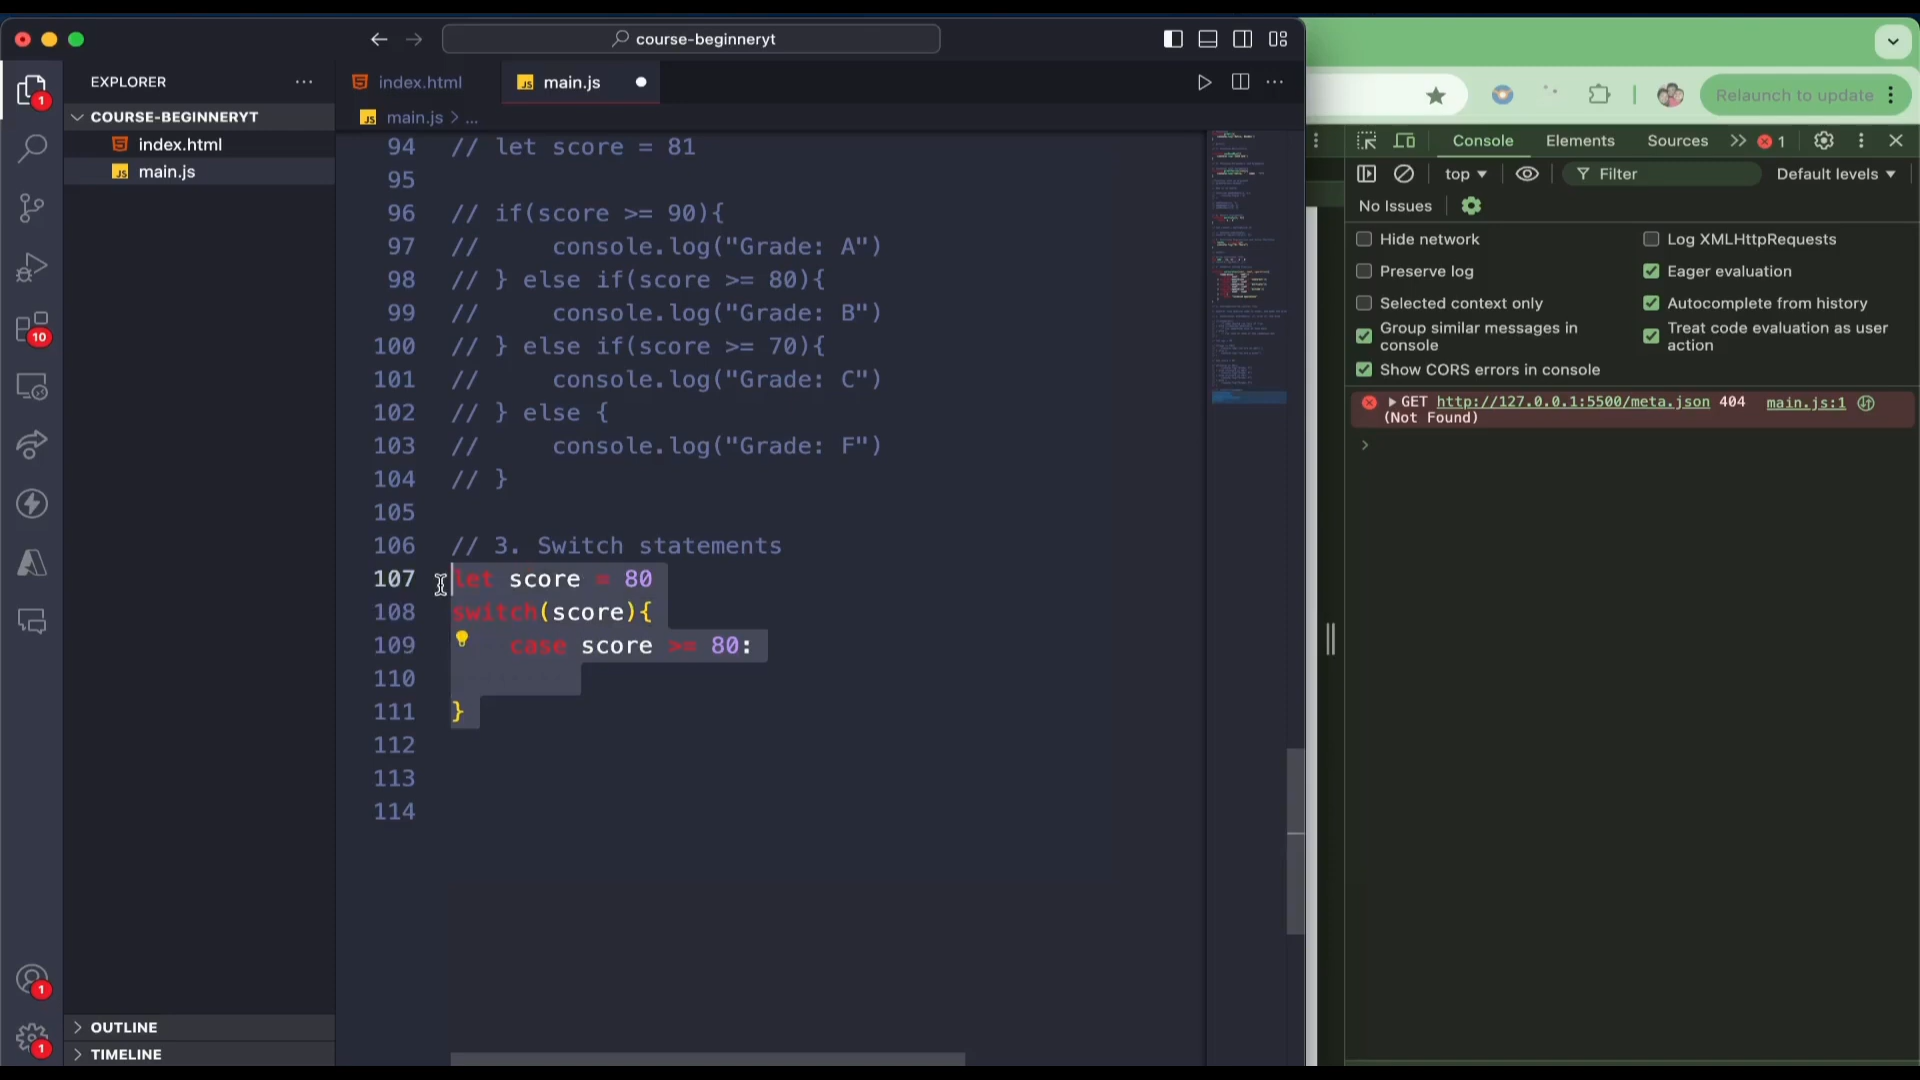 course-beginneryt
EXPLORER
COURSE-BEGINNERYT
index.html
main.js
OUTLINE
TIMELINE
1
10
1
1
index.html
main.js
main.js > ...
94 // let score = 81
95
96 // if(score >= 90){
97 //     console.log("Grade: A")
98 // } else if(score >= 80){
99 //     console.log("Grade: B")
100 // } else if(score >= 70){
101 //     console.log("Grade: C")
102 // } else {
103 //     console.log("Grade: F")
104 // }
105
106 // 3. Switch statements
107 let score = 80
108 switch(score){
109     case score >= 80:
110
111 }
112
113
114
Relaunch to update
Console Elements Sources 1
top Filter Default levels
No Issues
Hide network Log XMLHttpRequests
Preserve log Eager evaluation
Selected context only Autocomplete from history
Group similar messages in
console
Treat code evaluation as user
action
Show CORS errors in console
GET http://127.0.0.1:5500/meta.json 404 main.js:1
(Not Found)